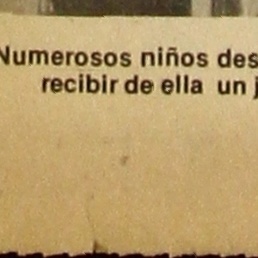 Numerosos niños des
recibir de ella un j